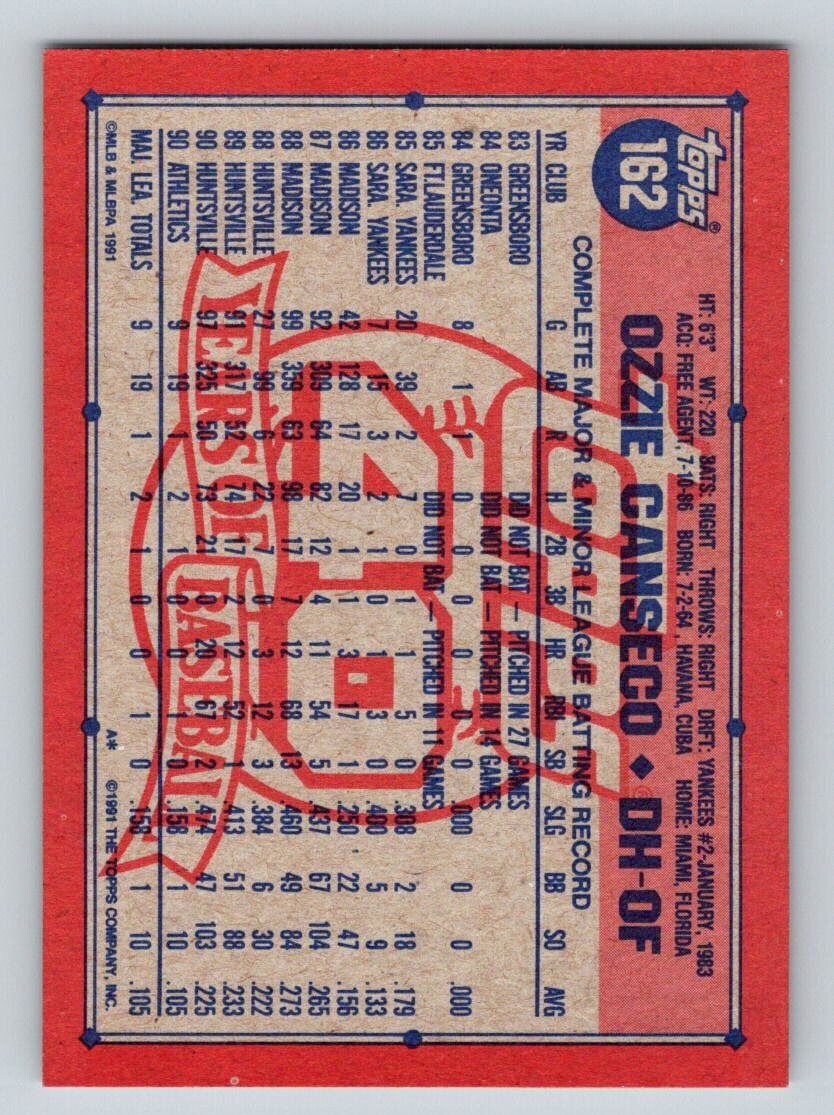 topps®
162
HT: 6'3" WT: 220 BATS: RIGHT THROWS: RIGHT DRFT: YANKEES #2-JANUARY, 1983
ACQ: FREE AGENT, 7-10-86 BORN: 7-2-64, HAVANA, CUBA HOME: MIAMI, FLORIDA
OZZIE CANSECO ♦ DH-OF
COMPLETE MAJOR & MINOR LEAGUE BATTING RECORD
YR CLUB G AB R H 2B 3B HR RBI SB SLG BB SO AVG
83 GREENSBORO DID NOT BAT — PITCHED IN 27 GAMES
84 ONEONTA DID NOT BAT — PITCHED IN 14 GAMES
84 GREENSBORO 8 1 1 0 0 0 0 0 0 .000 0 0 .000
85 FT.LAUDERDALE DID NOT BAT — PITCHED IN 11 GAMES
85 SARA. YANKEES 20 39 2 7 0 1 1 5 0 .308 2 18 .179
86 SARA. YANKEES 7 15 3 2 1 0 1 3 0 .400 5 9 .133
86 MADISON 42 128 17 20 1 1 3 17 1 .250 22 47 .156
87 MADISON 92 309 64 82 12 4 11 54 5 .437 67 104 .265
88 MADISON 99 359 63 98 17 7 12 68 13 .460 49 84 .273
88 HUNTSVILLE 27 99 6 22 7 0 3 12 3 .384 6 30 .222
89 HUNTSVILLE 91 317 52 74 17 2 12 52 1 .413 51 88 .233
90 HUNTSVILLE 97 325 50 73 21 0 20 67 2 .474 47 103 .225
90 ATHLETICS 9 19 1 2 1 0 0 1 0 .158 1 10 .105
MAJ. LEA. TOTALS 9 19 1 2 1 0 0 1 0 .158 1 10 .105
©MLB & MLBPA 1991 A* ©1991 THE TOPPS COMPANY, INC.
topps
40
YEARS OF BASEBALL